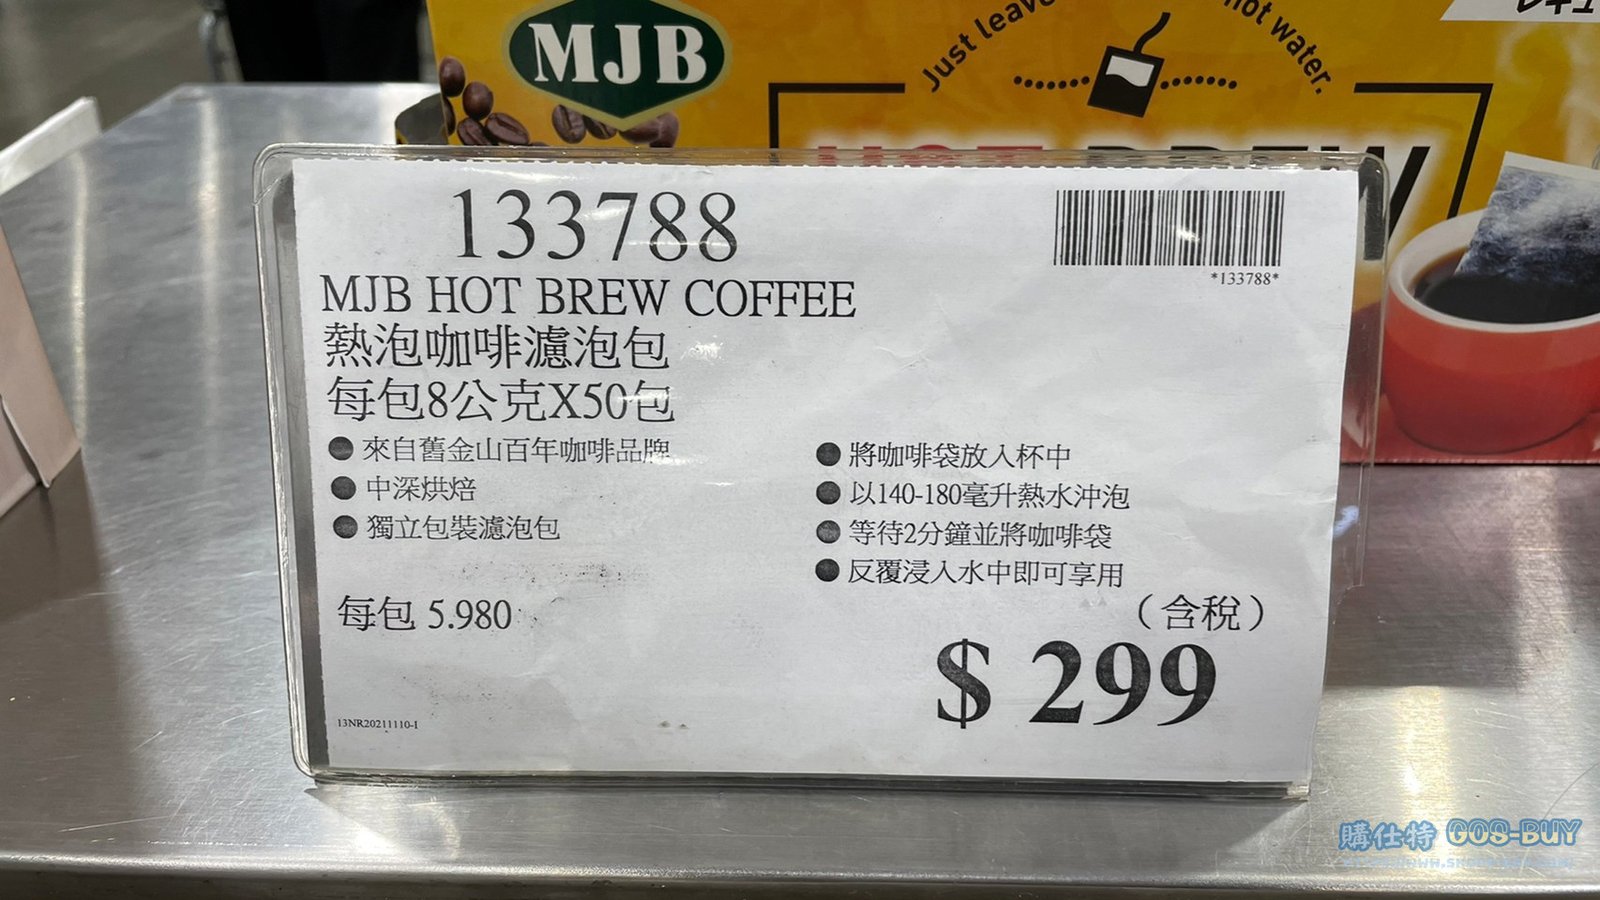 MJB
Just leave
hot water.
HOT BREW
133788
*133788*
MJB HOT BREW COFFEE
熱泡咖啡濾泡包
每包8公克X50包
● 來自舊金山百年咖啡品牌
● 中深烘焙
● 獨立包裝濾泡包
● 將咖啡袋放入杯中
● 以140-180毫升熱水沖泡
● 等待2分鐘並將咖啡袋
● 反覆浸入水中即可享用
每包 5.980
（含稅）
$ 299
13NR20211110-1
購仕特 GOS-BUY